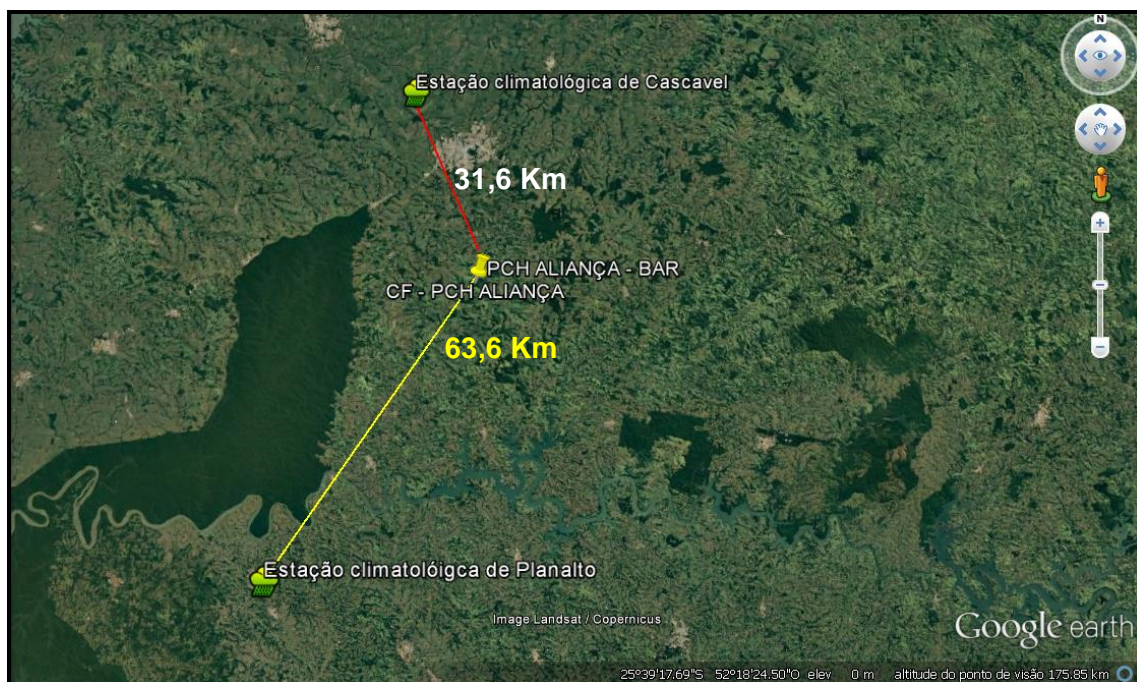 N
Estação climatológica de Cascavel
31,6 Km
PCH ALIANÇA - BAR
CF - PCH ALIANÇA
63,6 Km
Estação climatolóigca de Planalto
Image Landsat / Copernicus
Google earth
25°39'17.69"S 52°18'24.50"O elev 0 m altitude do ponto de visão 175.85 km